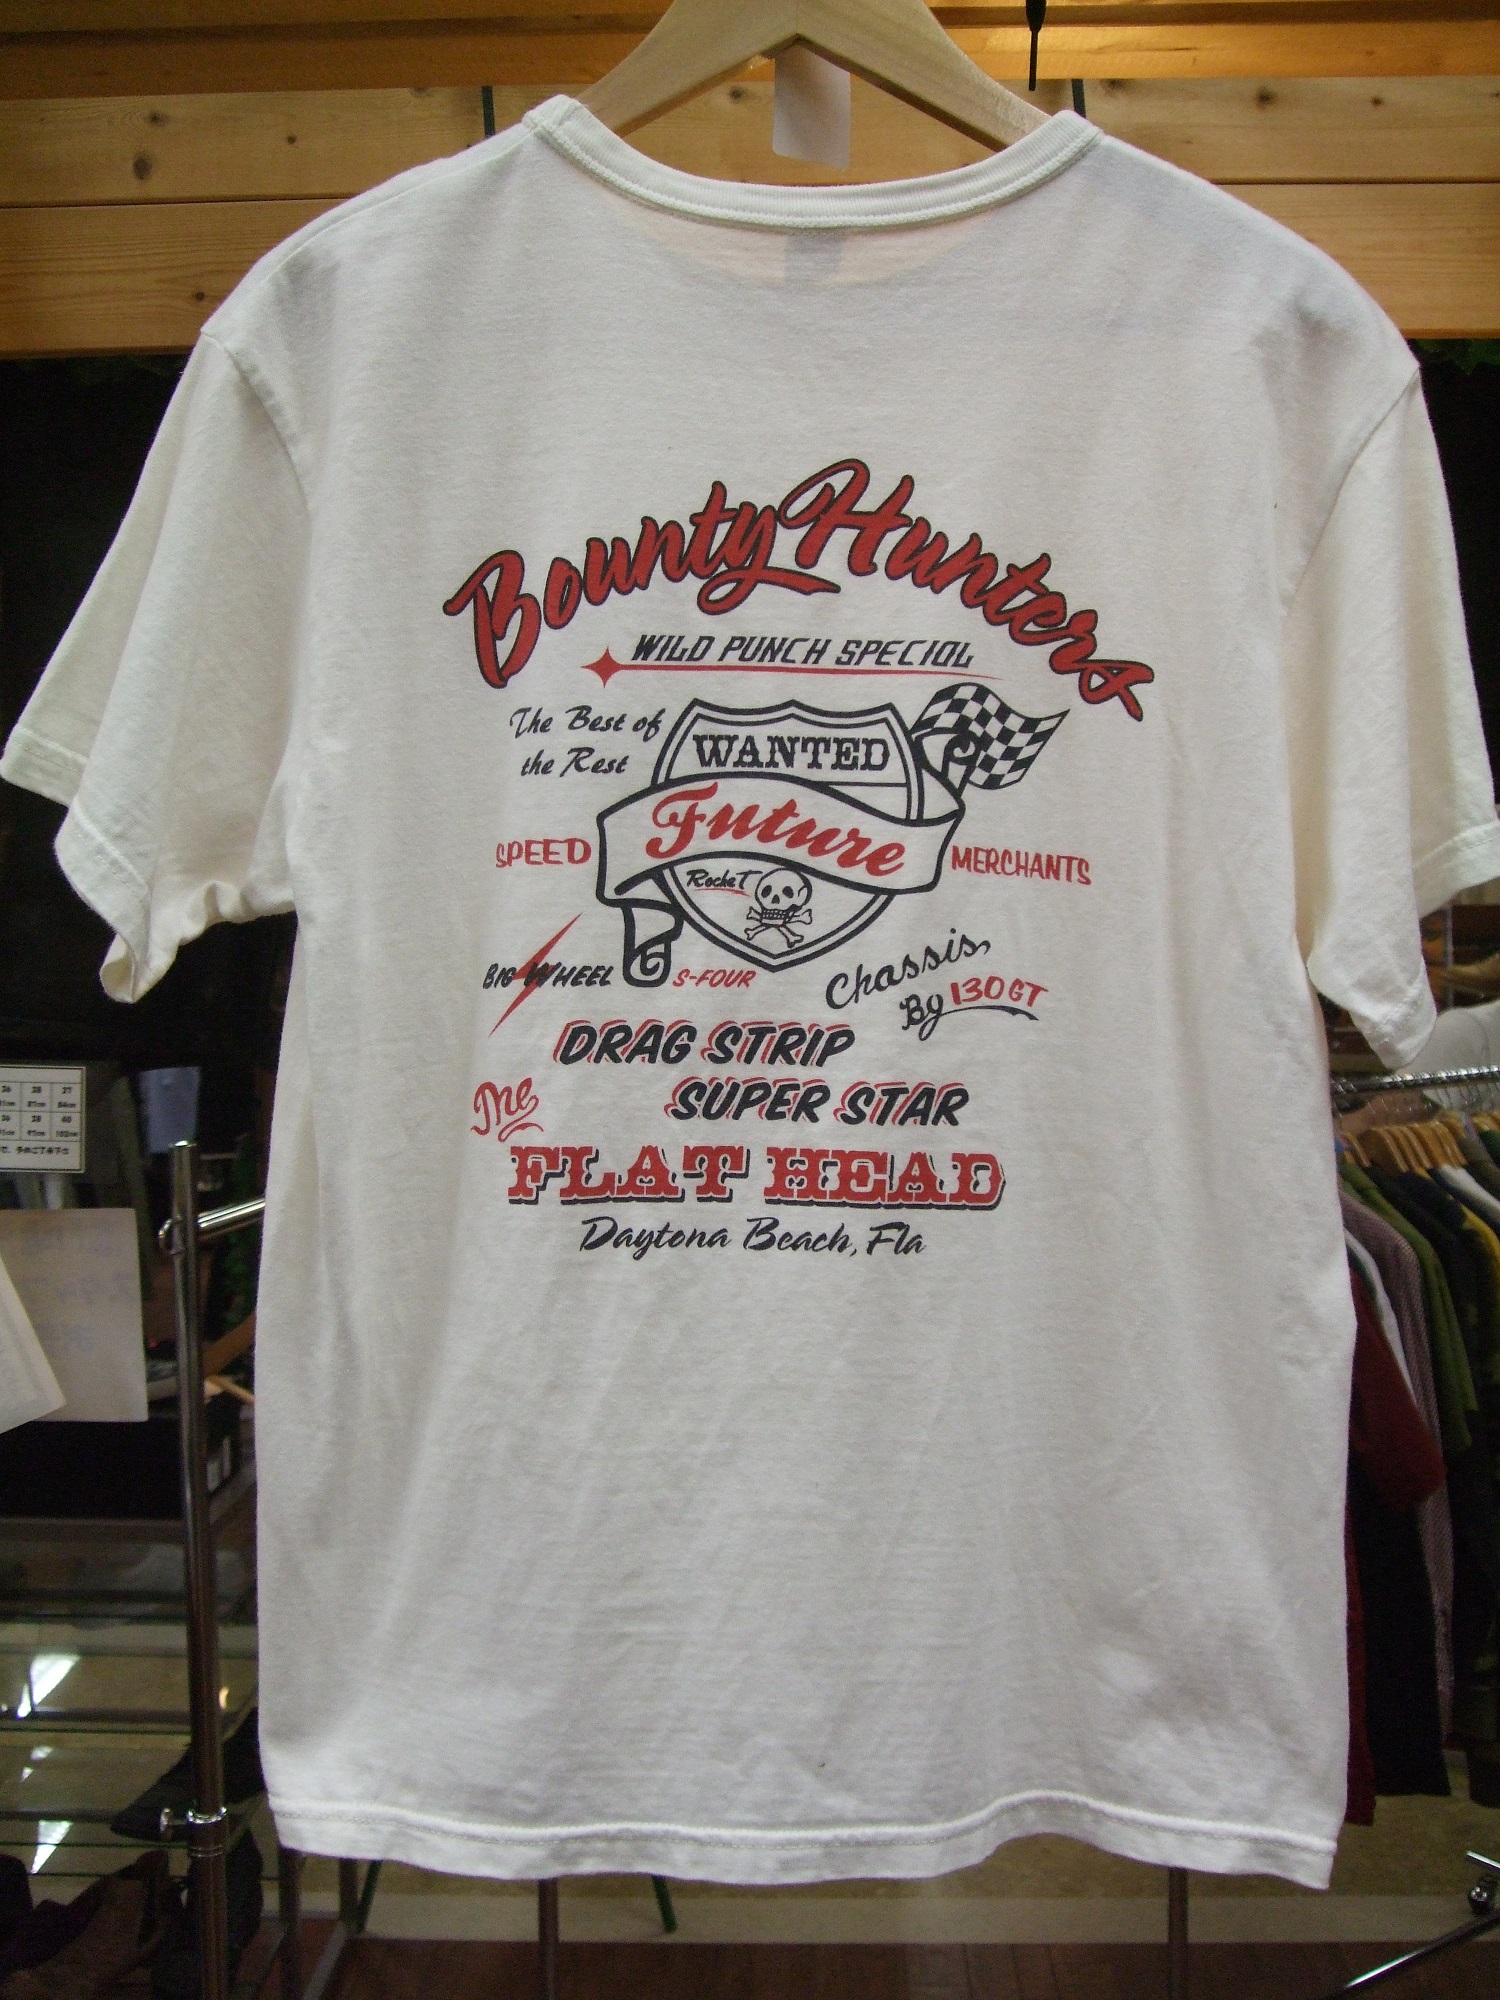 Bounty Hunters
WILD PUNCH SPECIAL
The Best of
the Rest
WANTED
Future
SPEED
MERCHANTS
Rocket
BIG WHEEL
S-FOUR
Chassis
By 130GT
DRAG STRIP
SUPER STAR
The
FLAT HEAD
Daytona Beach, Fla